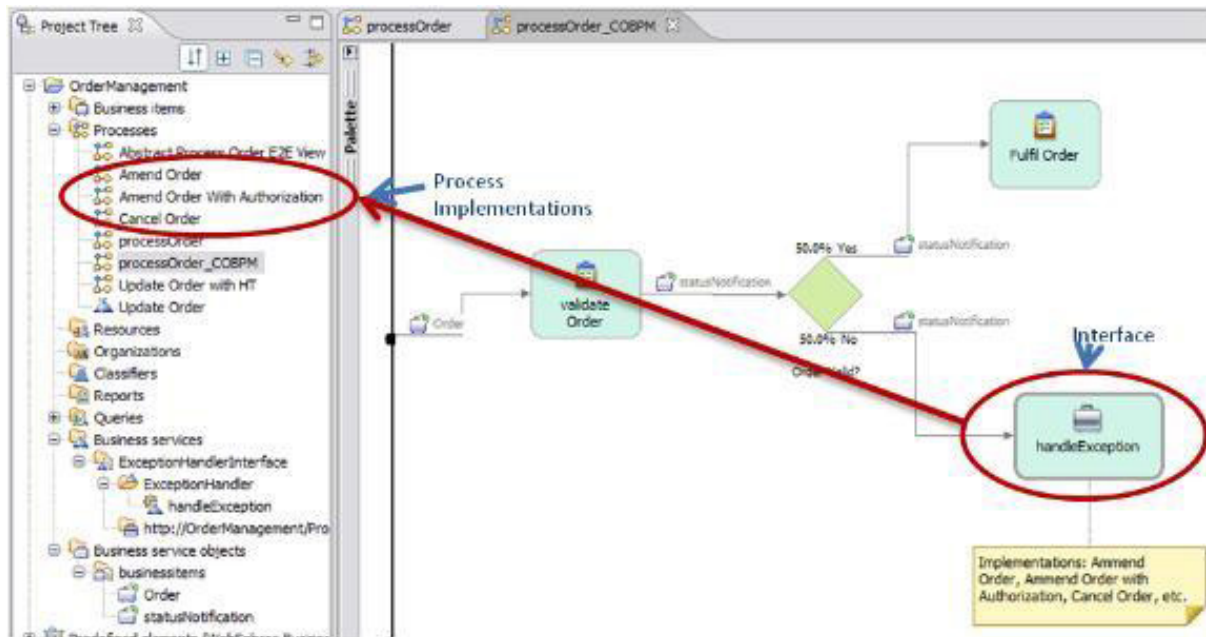 Project Tree
OrderManagement
Business items
Processes
Abstract Process Order E2E View
Amend Order
Amend Order With Authorization
Cancel Order
processOrder
processOrder_COBPM
Update Order with HT
Update Order
Resources
Organizations
Classifiers
Reports
Queries
Business services
ExceptionHandlerInterface
ExceptionHandler
handleException
http://OrderManagement/Pro
Business service objects
businessitems
Order
statusNotification
processOrder
processOrder_COBPM
Palette
Process
Implementations
Order
validate
Order
statusNotification
50.0% Yes
statusNotification
Fulfil Order
50.0% No
statusNotification
Order Valid?
Interface
handleException
Implementations: Ammend
Order, Ammend Order with
Authorization, Cancel Order, etc.